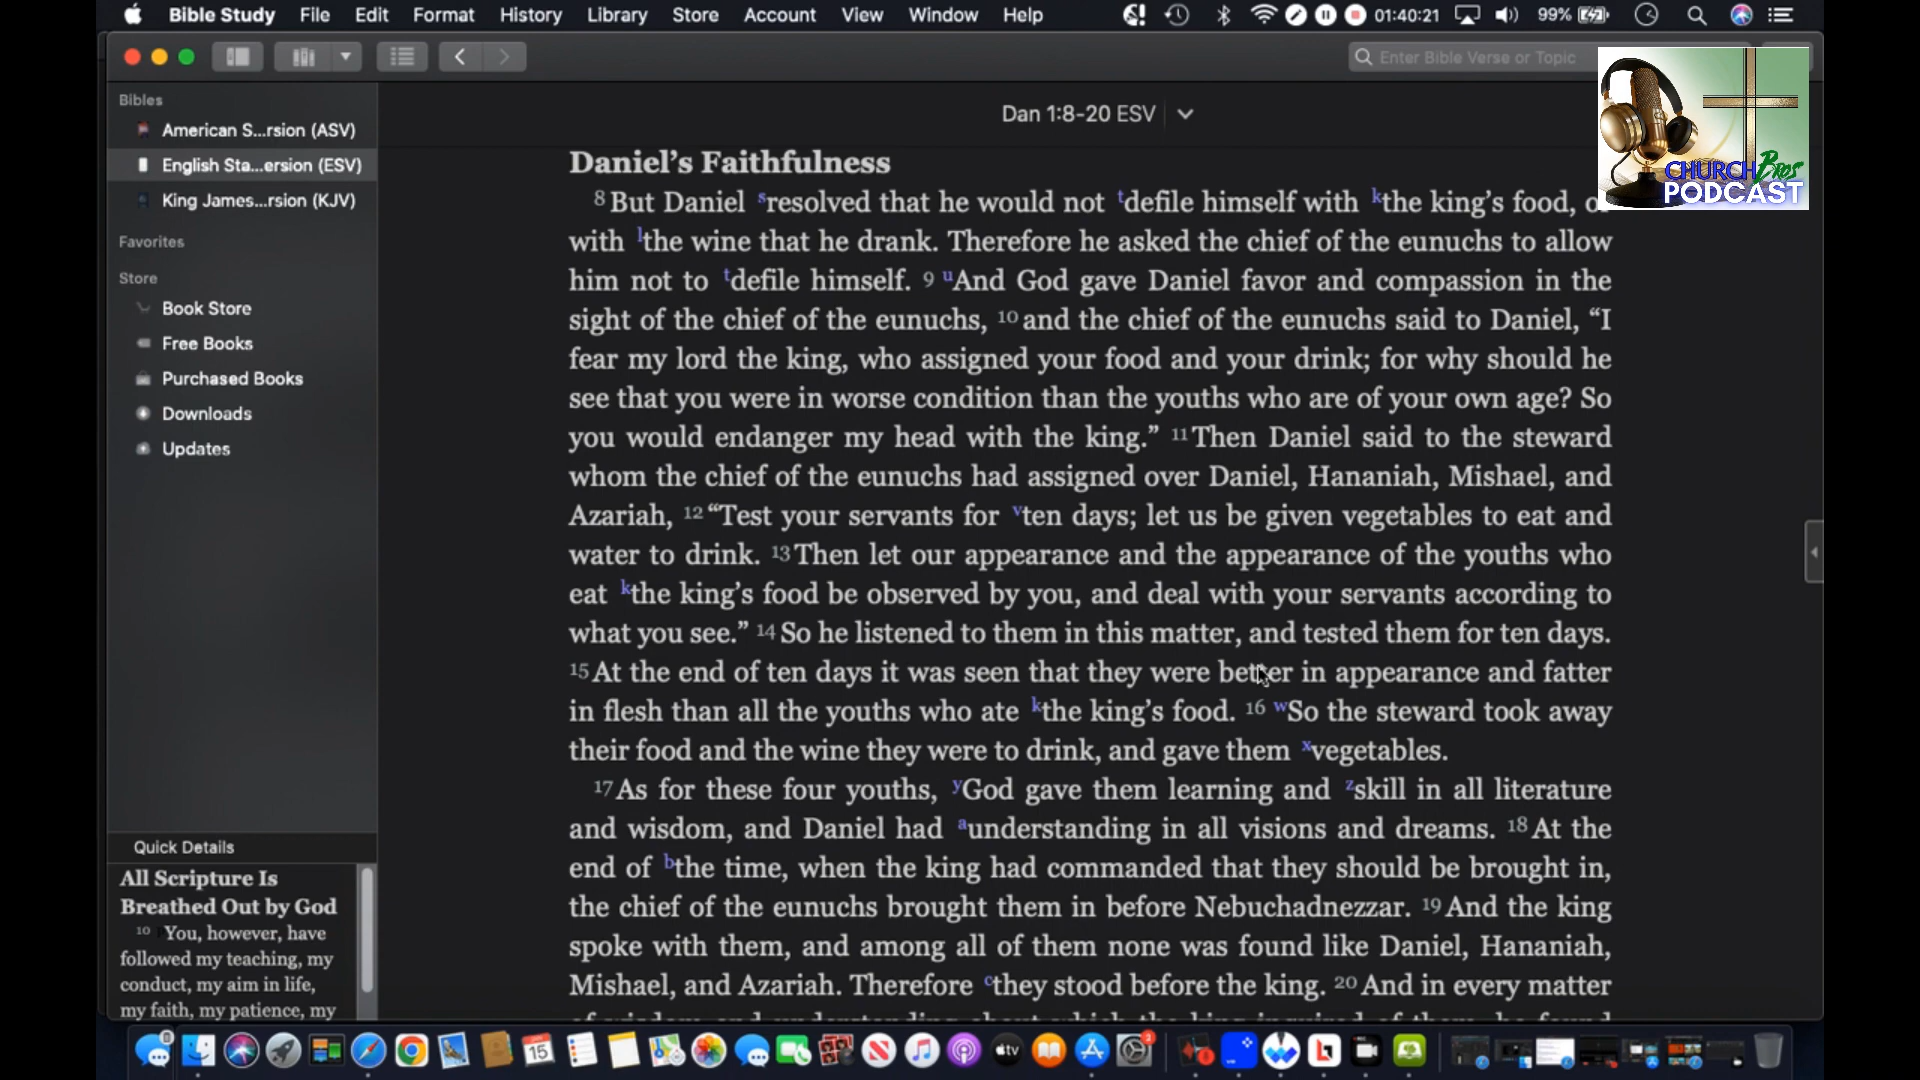 Bible Study File Edit Format History Library Store Account View Window Help 01:40:21 99%
Enter Bible Verse or Topic
CHURCH Bros
PODCAST
Bibles
American S...rsion (ASV)
English Sta...ersion (ESV)
King James...rsion (KJV)
Favorites
Store
Book Store
Free Books
Purchased Books
Downloads
Updates
Quick Details
All Scripture Is
Breathed Out by God
10 You, however, have
followed my teaching, my
conduct, my aim in life,
my faith, my patience, my
Dan 1:8-20 ESV
Daniel’s Faithfulness
8 But Daniel s resolved that he would not t defile himself with k the king’s food, or
with l the wine that he drank. Therefore he asked the chief of the eunuchs to allow
him not to t defile himself. 9 u And God gave Daniel favor and compassion in the
sight of the chief of the eunuchs, 10 and the chief of the eunuchs said to Daniel, “I
fear my lord the king, who assigned your food and your drink; for why should he
see that you were in worse condition than the youths who are of your own age? So
you would endanger my head with the king.” 11 Then Daniel said to the steward
whom the chief of the eunuchs had assigned over Daniel, Hananiah, Mishael, and
Azariah, 12 “Test your servants for v ten days; let us be given vegetables to eat and
water to drink. 13 Then let our appearance and the appearance of the youths who
eat k the king’s food be observed by you, and deal with your servants according to
what you see.” 14 So he listened to them in this matter, and tested them for ten days.
15 At the end of ten days it was seen that they were better in appearance and fatter
in flesh than all the youths who ate k the king’s food. 16 w So the steward took away
their food and the wine they were to drink, and gave them x vegetables.
17 As for these four youths, y God gave them learning and z skill in all literature
and wisdom, and Daniel had a understanding in all visions and dreams. 18 At the
end of b the time, when the king had commanded that they should be brought in,
the chief of the eunuchs brought them in before Nebuchadnezzar. 19 And the king
spoke with them, and among all of them none was found like Daniel, Hananiah,
Mishael, and Azariah. Therefore c they stood before the king. 20 And in every matter
15
tv